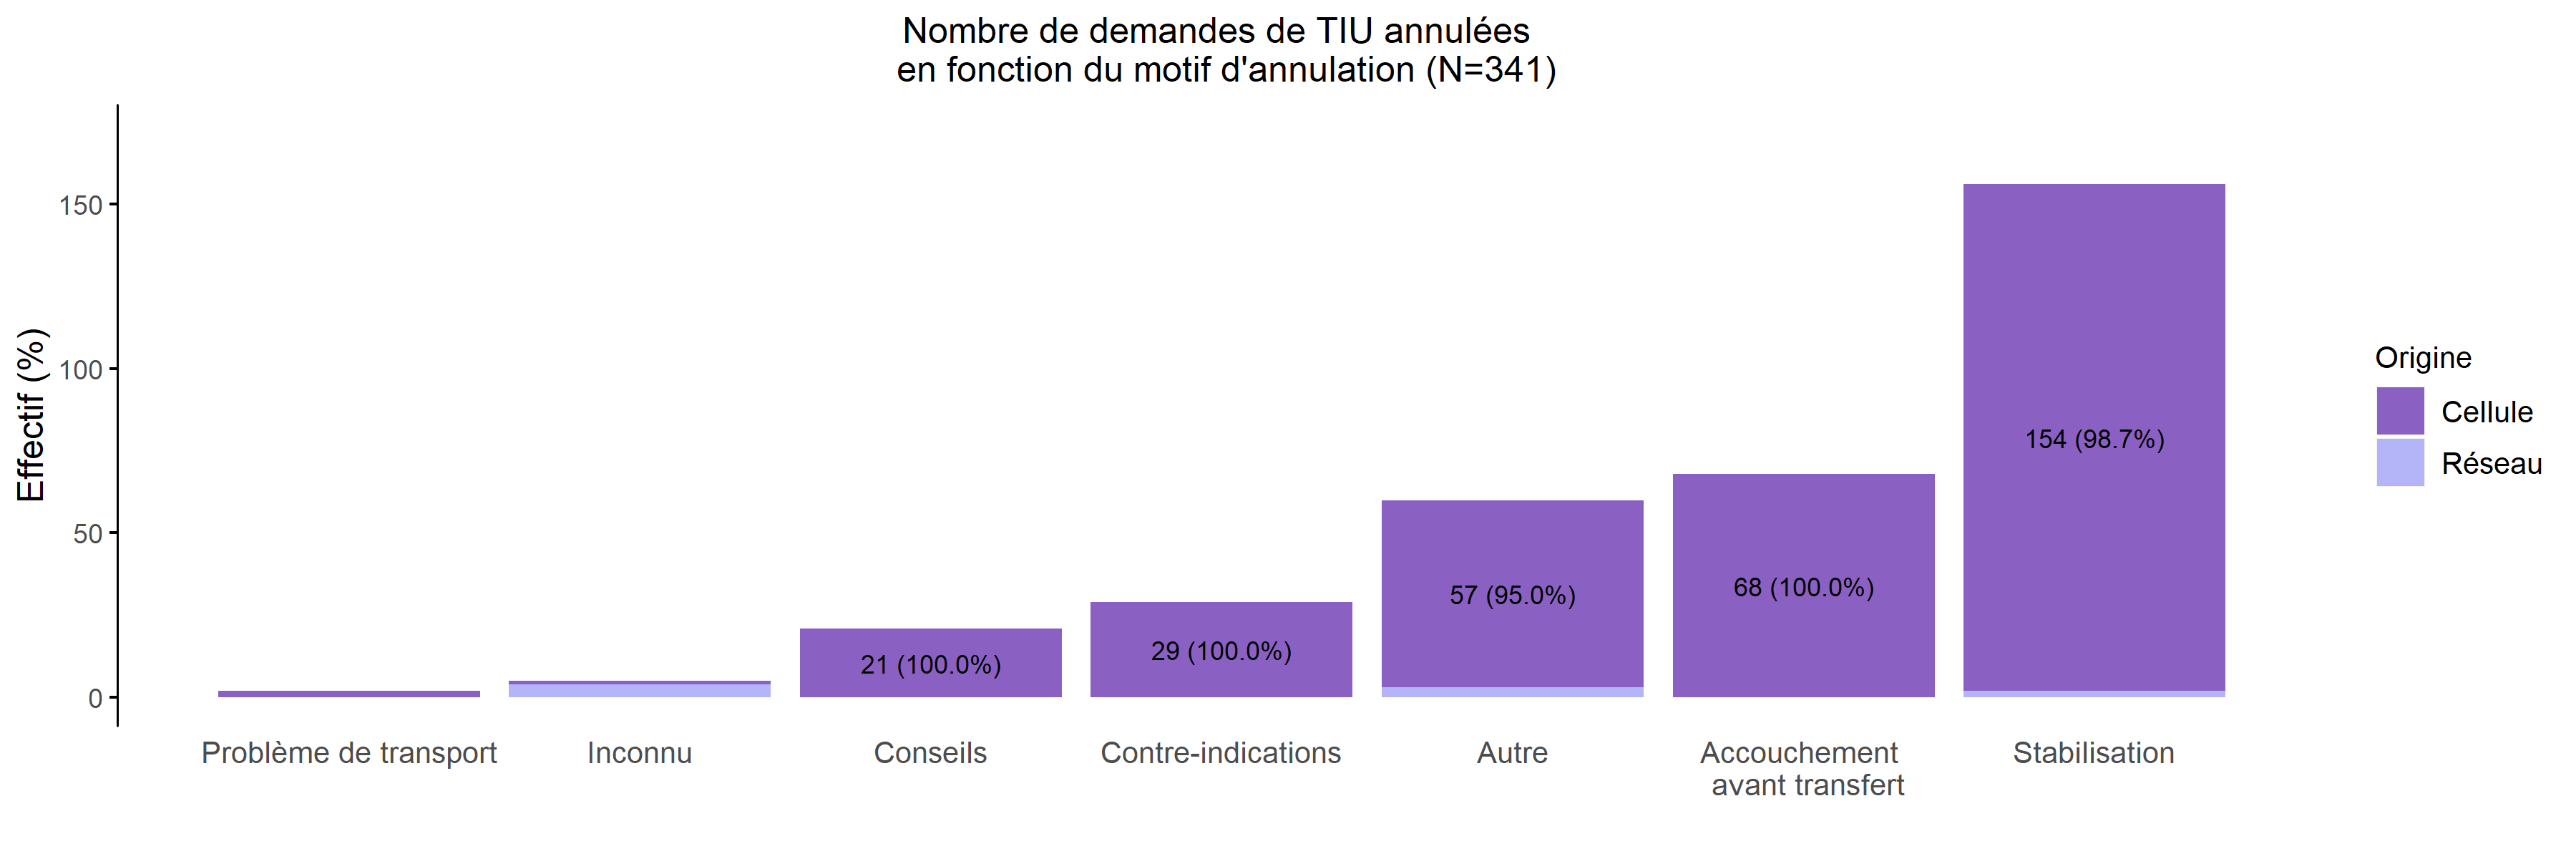 Nombre de demandes de TIU annulées
en fonction du motif d'annulation (N=341)
Effectif (%)
150
100
50
0
154 (98.7%)
68 (100.0%)
57 (95.0%)
29 (100.0%)
21 (100.0%)
Problème de transport
Inconnu
Conseils
Contre-indications
Autre
Accouchement
avant transfert
Stabilisation
Origine
Cellule
Réseau